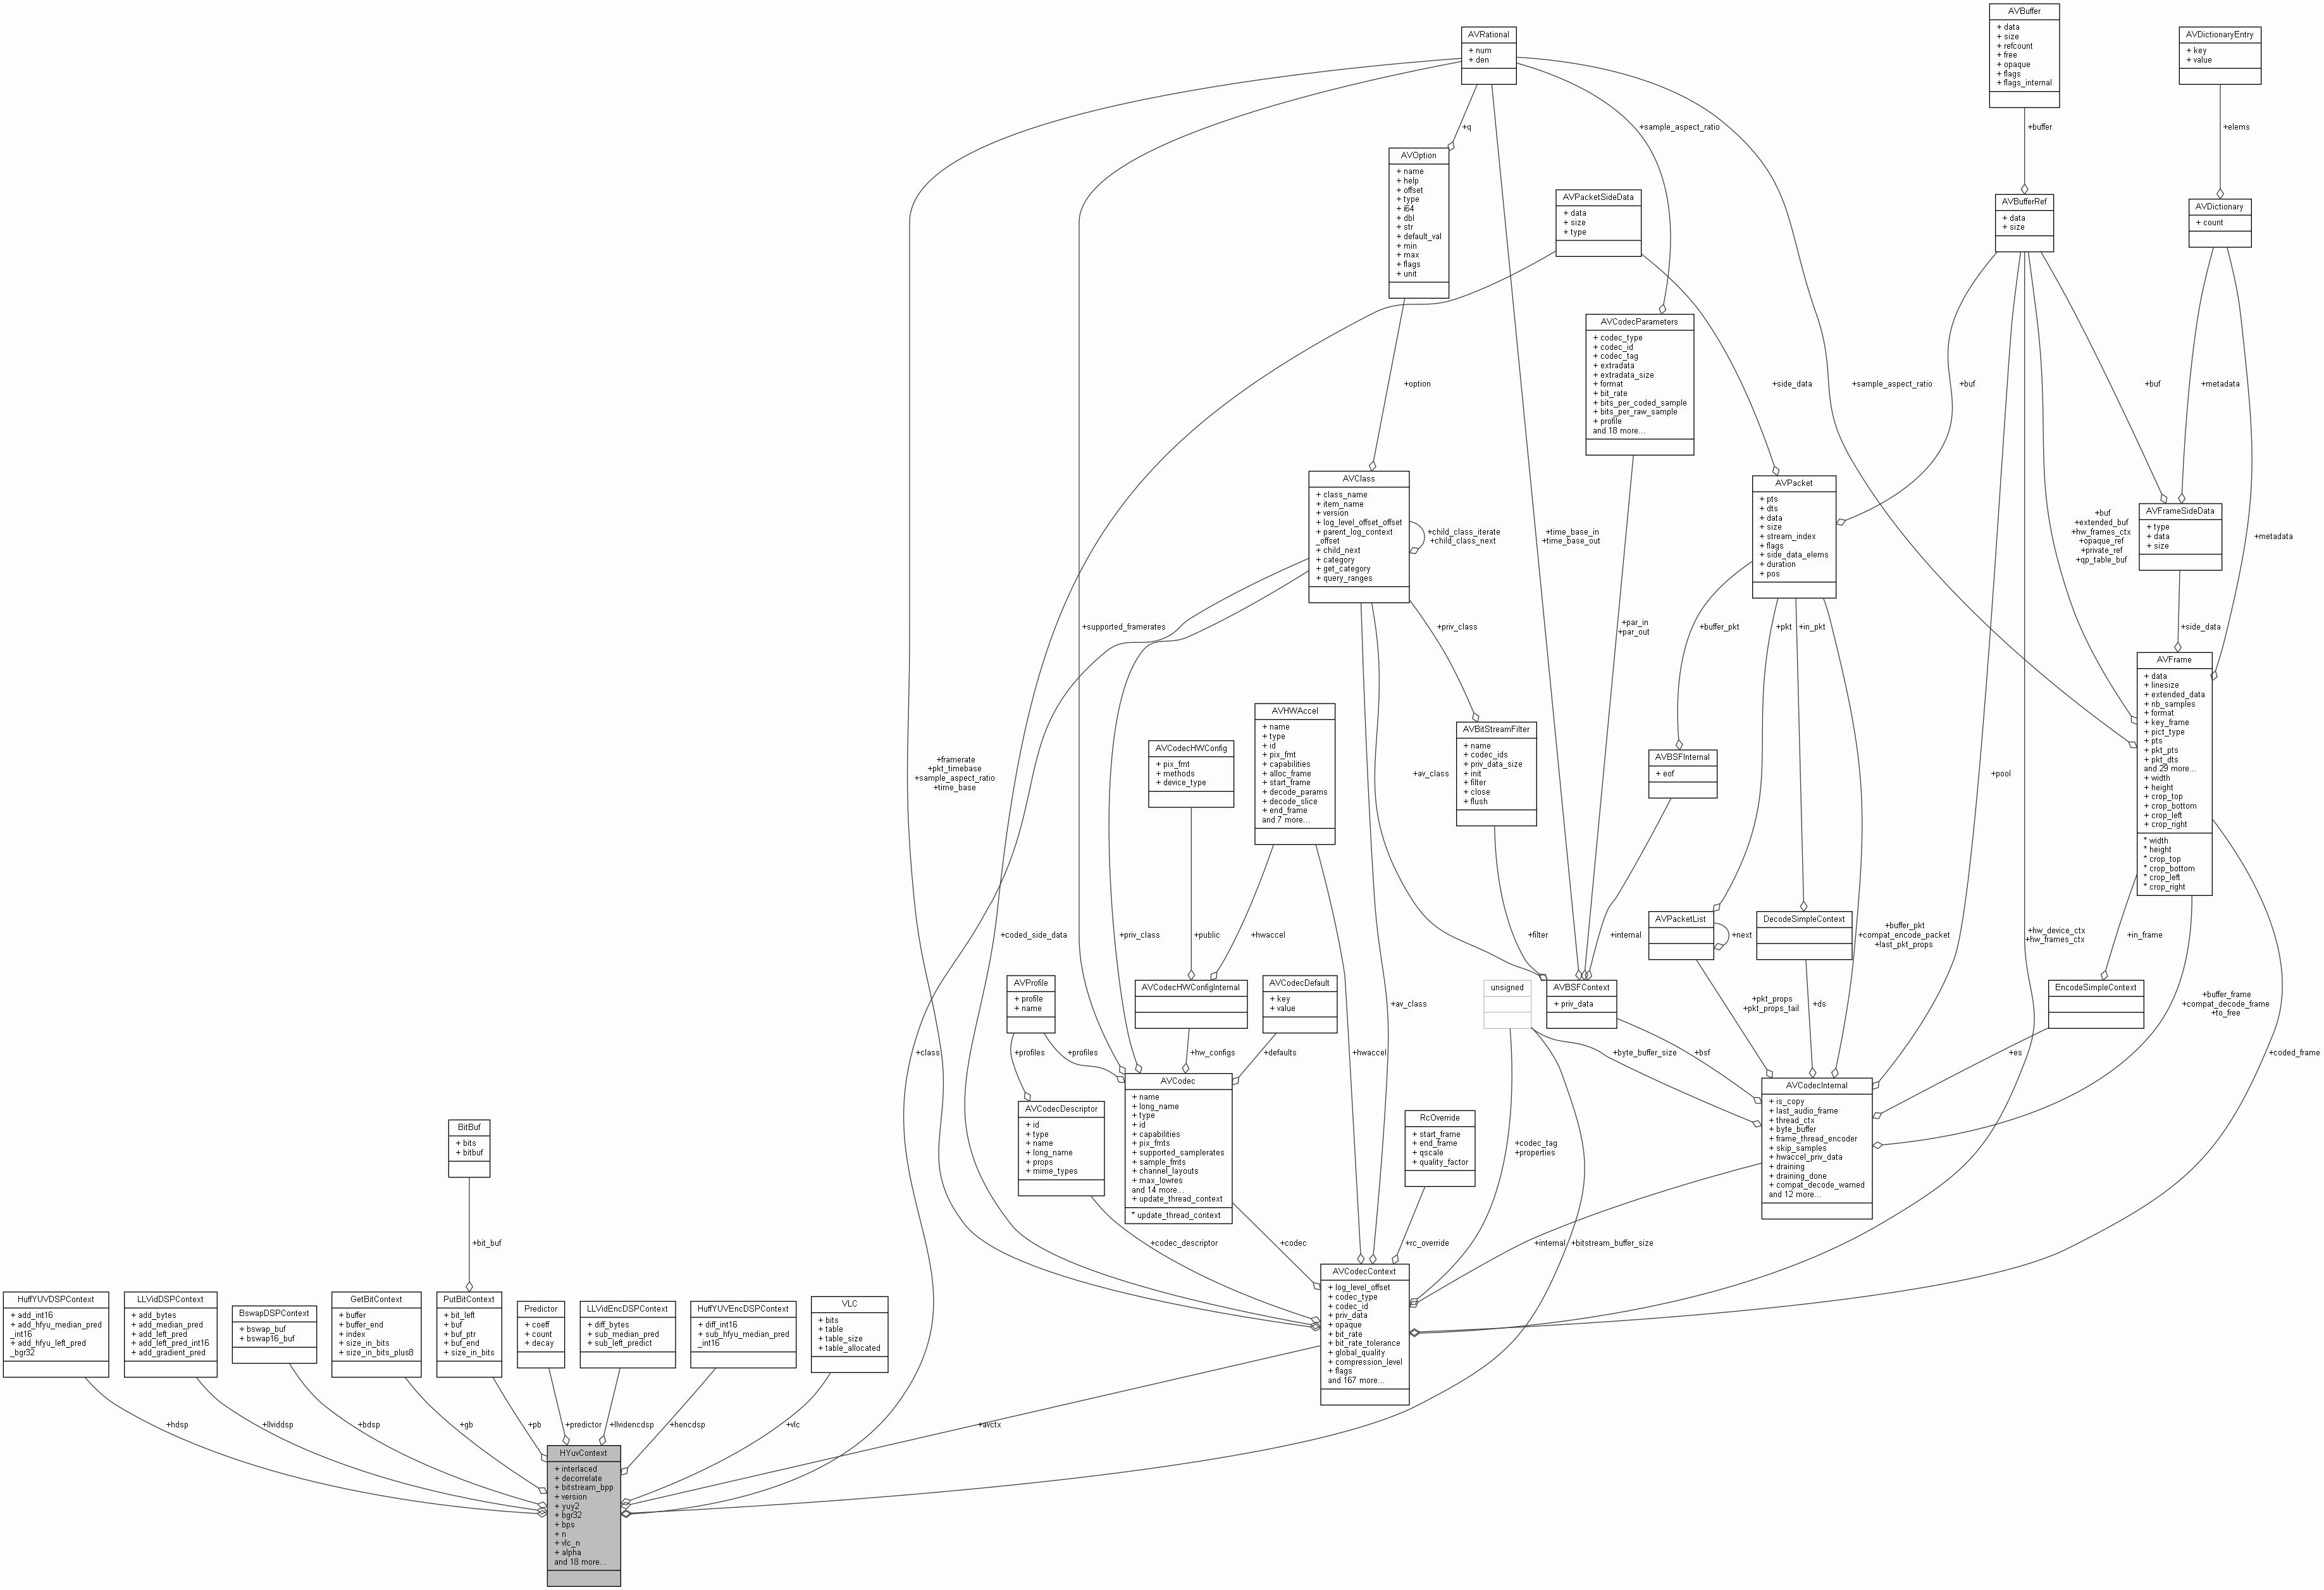 AVBuffer
+ data
+ size
+ refcount
+ free
+ opaque
+ flags
+ flags_internal
AVRational
+ num
+ den
AVDictionaryEntry
+ key
+ value
+q
+sample_aspect_ratio
+buffer
+elems
AVOption
+ name
+ help
+ offset
+ type
+ i64
+ dbl
+ str
+ default_val
+ min
+ max
+ flags
+ unit
AVPacketSideData
+ data
+ size
+ type
AVBufferRef
+ data
+ size
AVDictionary
+ count
AVCodecParameters
+ codec_type
+ codec_id
+ codec_tag
+ extradata
+ extradata_size
+ format
+ bit_rate
+ bits_per_coded_sample
+ bits_per_raw_sample
+ profile
and 18 more...
+option
+side_data
+sample_aspect_ratio
+buf
+buf
+metadata
AVClass
+ class_name
+ item_name
+ version
+ log_level_offset_offset
+ parent_log_context
_offset
+ child_next
+ category
+ get_category
+ query_ranges
+child_class_iterate
+child_class_next
+time_base_in
+time_base_out
AVPacket
+ pts
+ dts
+ data
+ size
+ stream_index
+ flags
+ side_data_elems
+ duration
+ pos
+buf
+extended_buf
+hw_frames_ctx
+opaque_ref
+private_ref
+qp_table_buf
AVFrameSideData
+ type
+ data
+ size
+metadata
+supported_framerates
+priv_class
+par_in
+par_out
+buffer_pkt
+pkt
+in_pkt
+side_data
AVFrame
+ data
+ linesize
+ extended_data
+ nb_samples
+ format
+ key_frame
+ pict_type
+ pts
+ pkt_pts
+ pkt_dts
and 29 more...
+ width
+ height
+ crop_top
+ crop_bottom
+ crop_left
+ crop_right
* width
* height
* crop_top
* crop_bottom
* crop_left
* crop_right
+framerate
+pkt_timebase
+sample_aspect_ratio
+time_base
AVCodecHWConfig
+ pix_fmt
+ methods
+ device_type
AVHWAccel
+ name
+ type
+ id
+ pix_fmt
+ capabilities
+ alloc_frame
+ start_frame
+ decode_params
+ decode_slice
+ end_frame
and 7 more...
+av_class
AVBitStreamFilter
+ name
+ codec_ids
+ priv_data_size
+ init
+ filter
+ close
+ flush
AVBSFInternal
+ eof
+pool
+coded_side_data
+priv_class
+public
+hwaccel
+filter
+internal
AVPacketList
+next
DecodeSimpleContext
+buffer_pkt
+compat_encode_packet
+last_pkt_props
+hw_device_ctx
+hw_frames_ctx
+in_frame
AVProfile
+ profile
+ name
AVCodecHWConfigInternal
AVCodecDefault
+ key
+ value
+av_class
unsigned
AVBSFContext
+ priv_data
+pkt_props
+pkt_props_tail
+ds
EncodeSimpleContext
+buffer_frame
+compat_decode_frame
+to_free
+class
+profiles
+profiles
+hw_configs
+defaults
+hwaccel
+byte_buffer_size
+bsf
+es
+coded_frame
AVCodecDescriptor
+ id
+ type
+ name
+ long_name
+ props
+ mime_types
AVCodec
+ name
+ long_name
+ type
+ id
+ capabilities
+ pix_fmts
+ supported_samplerates
+ sample_fmts
+ channel_layouts
+ max_lowres
and 14 more...
+ update_thread_context
* update_thread_context
RcOverride
+ start_frame
+ end_frame
+ qscale
+ quality_factor
+codec_tag
+properties
AVCodecInternal
+ is_copy
+ last_audio_frame
+ thread_ctx
+ byte_buffer
+ frame_thread_encoder
+ skip_samples
+ hwaccel_priv_data
+ draining
+ draining_done
+ compat_decode_warned
and 12 more...
BitBuf
+ bits
+ bitbuf
+bit_buf
+codec_descriptor
+codec
+rc_override
+internal
+bitstream_buffer_size
HuffYUVDSPContext
+ add_int16
+ add_hfyu_median_pred
_int16
+ add_hfyu_left_pred
_bgr32
LLVidDSPContext
+ add_bytes
+ add_median_pred
+ add_left_pred
+ add_left_pred_int16
+ add_gradient_pred
BswapDSPContext
+ bswap_buf
+ bswap16_buf
GetBitContext
+ buffer
+ buffer_end
+ index
+ size_in_bits
+ size_in_bits_plus8
PutBitContext
+ bit_left
+ buf
+ buf_ptr
+ buf_end
+ size_in_bits
Predictor
+ coeff
+ count
+ decay
LLVidEncDSPContext
+ diff_bytes
+ sub_median_pred
+ sub_left_predict
HuffYUVEncDSPContext
+ diff_int16
+ sub_hfyu_median_pred
_int16
VLC
+ bits
+ table
+ table_size
+ table_allocated
AVCodecContext
+ log_level_offset
+ codec_type
+ codec_id
+ priv_data
+ opaque
+ bit_rate
+ bit_rate_tolerance
+ global_quality
+ compression_level
+ flags
and 167 more...
+hdsp
+llviddsp
+bdsp
+gb
+pb
+predictor
+llvidencdsp
+hencdsp
+vlc
+avctx
HYuvContext
+ interlaced
+ decorrelate
+ bitstream_bpp
+ version
+ yuy2
+ bgr32
+ bps
+ n
+ vlc_n
+ alpha
and 18 more...